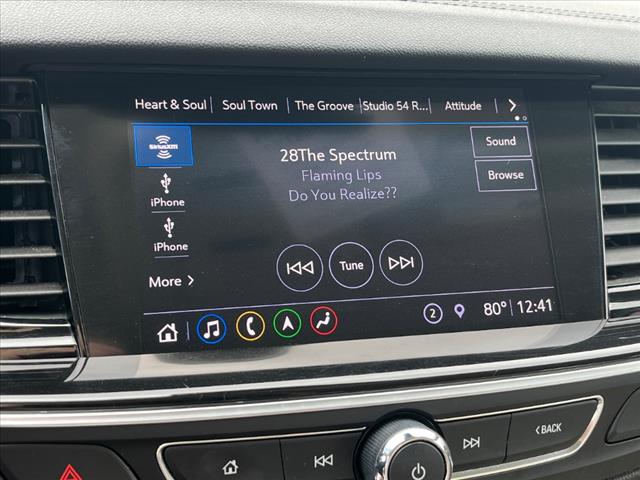 Heart & Soul Soul Town The Groove Studio 54 R... Attitude
SiriusXM
28The Spectrum
Sound
Flaming Lips
Browse
iPhone
Do You Realize??
iPhone
Tune
More
2 80° 12:41
<BACK